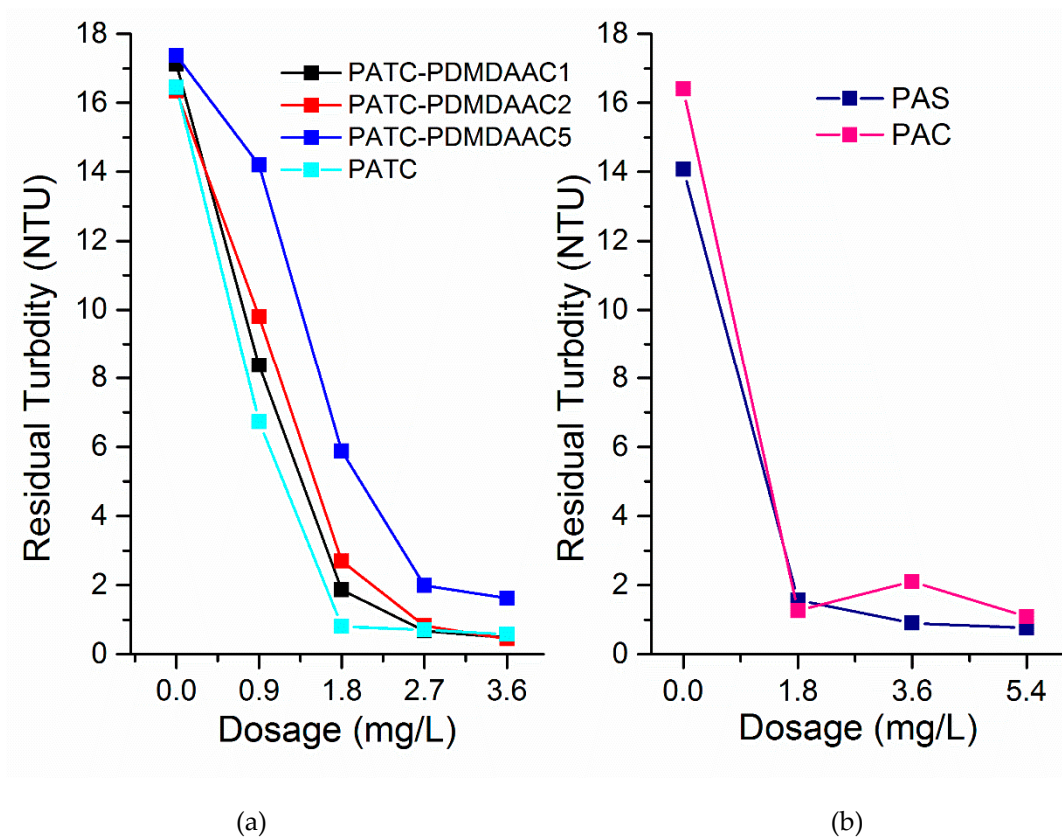 Residual Turbdity (NTU)
18
16
14
12
10
8
6
4
2
0
PATC-PDMDAAC1
PATC-PDMDAAC2
PATC-PDMDAAC5
PATC
0.0 0.9 1.8 2.7 3.6
Dosage (mg/L)
(a)
Residual Turbdity (NTU)
18
16
14
12
10
8
6
4
2
0
PAS
PAC
0.0 1.8 3.6 5.4
Dosage (mg/L)
(b)